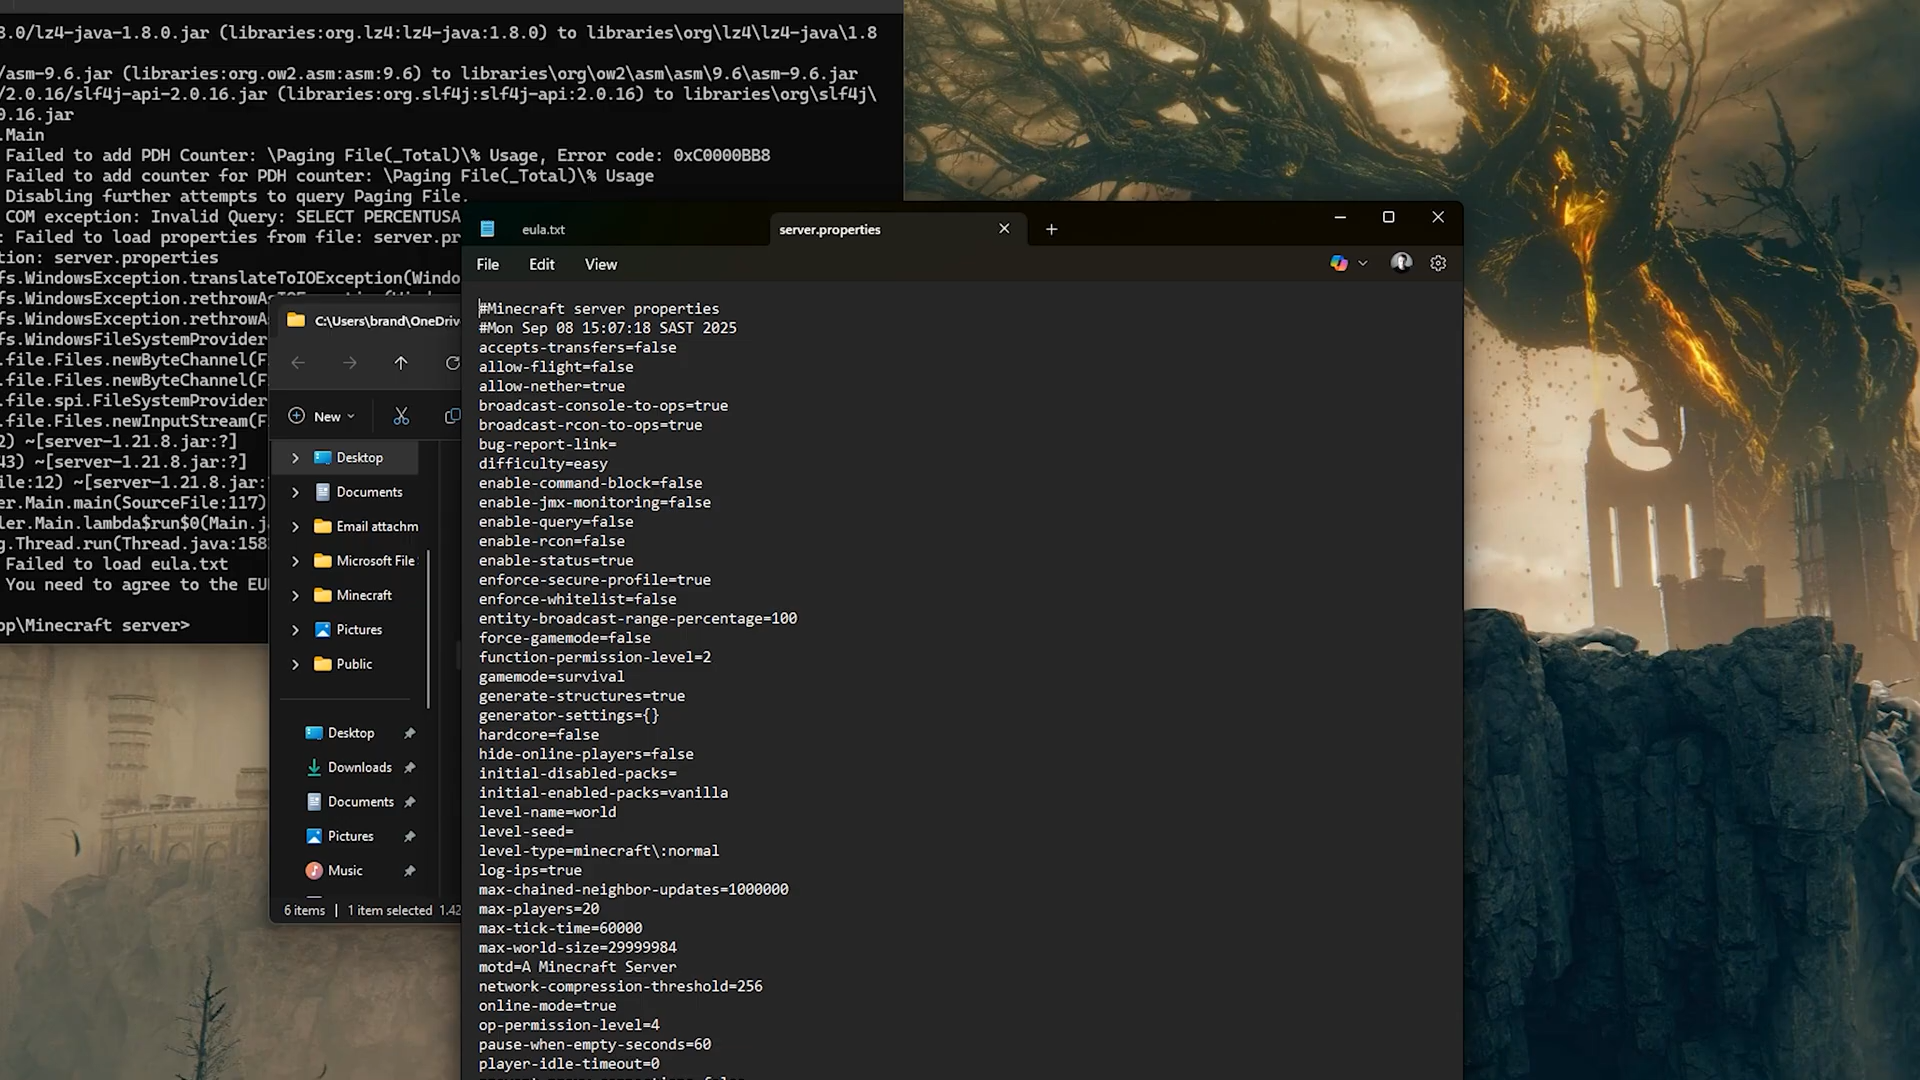 8.0/lz4-java-1.8.0.jar (libraries:org.lz4:lz4-java:1.8.0) to libraries\org\lz4\lz4-java\1.8
/asm-9.6.jar (libraries:org.ow2.asm:asm:9.6) to libraries\org\ow2\asm\asm\9.6\asm-9.6.jar
/2.0.16/slf4j-api-2.0.16.jar (libraries:org.slf4j:slf4j-api:2.0.16) to libraries\org\slf4j\
0.16.jar
.Main
Failed to add PDH Counter: \Paging File(_Total)\% Usage, Error code: 0xC0000BB8
Failed to add counter for PDH counter: \Paging File(_Total)\% Usage
Disabling further attempts to query Paging File.
COM exception: Invalid Query: SELECT PERCENTUSA
: Failed to load properties from file: server.pr
tion: server.properties
fs.WindowsException.translateToIOException(Windo
fs.WindowsException.rethrowAsIOException(Windo
fs.WindowsException.rethrowA
fs.WindowsFileSystemProvider
.file.Files.newByteChannel(F
.file.Files.newByteChannel(F
.file.spi.FileSystemProvider
.file.Files.newInputStream(F
2) ~[server-1.21.8.jar:?]
43) ~[server-1.21.8.jar:?]
ile:12) ~[server-1.21.8.jar:
er.Main.main(SourceFile:117)
ler.Main.lambda$run$0(Main.j
g.Thread.run(Thread.java:158
Failed to load eula.txt
You need to agree to the EU
op\Minecraft server>
C:\Users\brand\OneDriv
New
Desktop
Documents
Email attachm
Microsoft File
Minecraft
Pictures
Public
Desktop
Downloads
Documents
Pictures
Music
6 items | 1 item selected 1.42
eula.txt
server.properties
File Edit View
#Minecraft server properties
#Mon Sep 08 15:07:18 SAST 2025
accepts-transfers=false
allow-flight=false
allow-nether=true
broadcast-console-to-ops=true
broadcast-rcon-to-ops=true
bug-report-link=
difficulty=easy
enable-command-block=false
enable-jmx-monitoring=false
enable-query=false
enable-rcon=false
enable-status=true
enforce-secure-profile=true
enforce-whitelist=false
entity-broadcast-range-percentage=100
force-gamemode=false
function-permission-level=2
gamemode=survival
generate-structures=true
generator-settings={}
hardcore=false
hide-online-players=false
initial-disabled-packs=
initial-enabled-packs=vanilla
level-name=world
level-seed=
level-type=minecraft\:normal
log-ips=true
max-chained-neighbor-updates=1000000
max-players=20
max-tick-time=60000
max-world-size=29999984
motd=A Minecraft Server
network-compression-threshold=256
online-mode=true
op-permission-level=4
pause-when-empty-seconds=60
player-idle-timeout=0